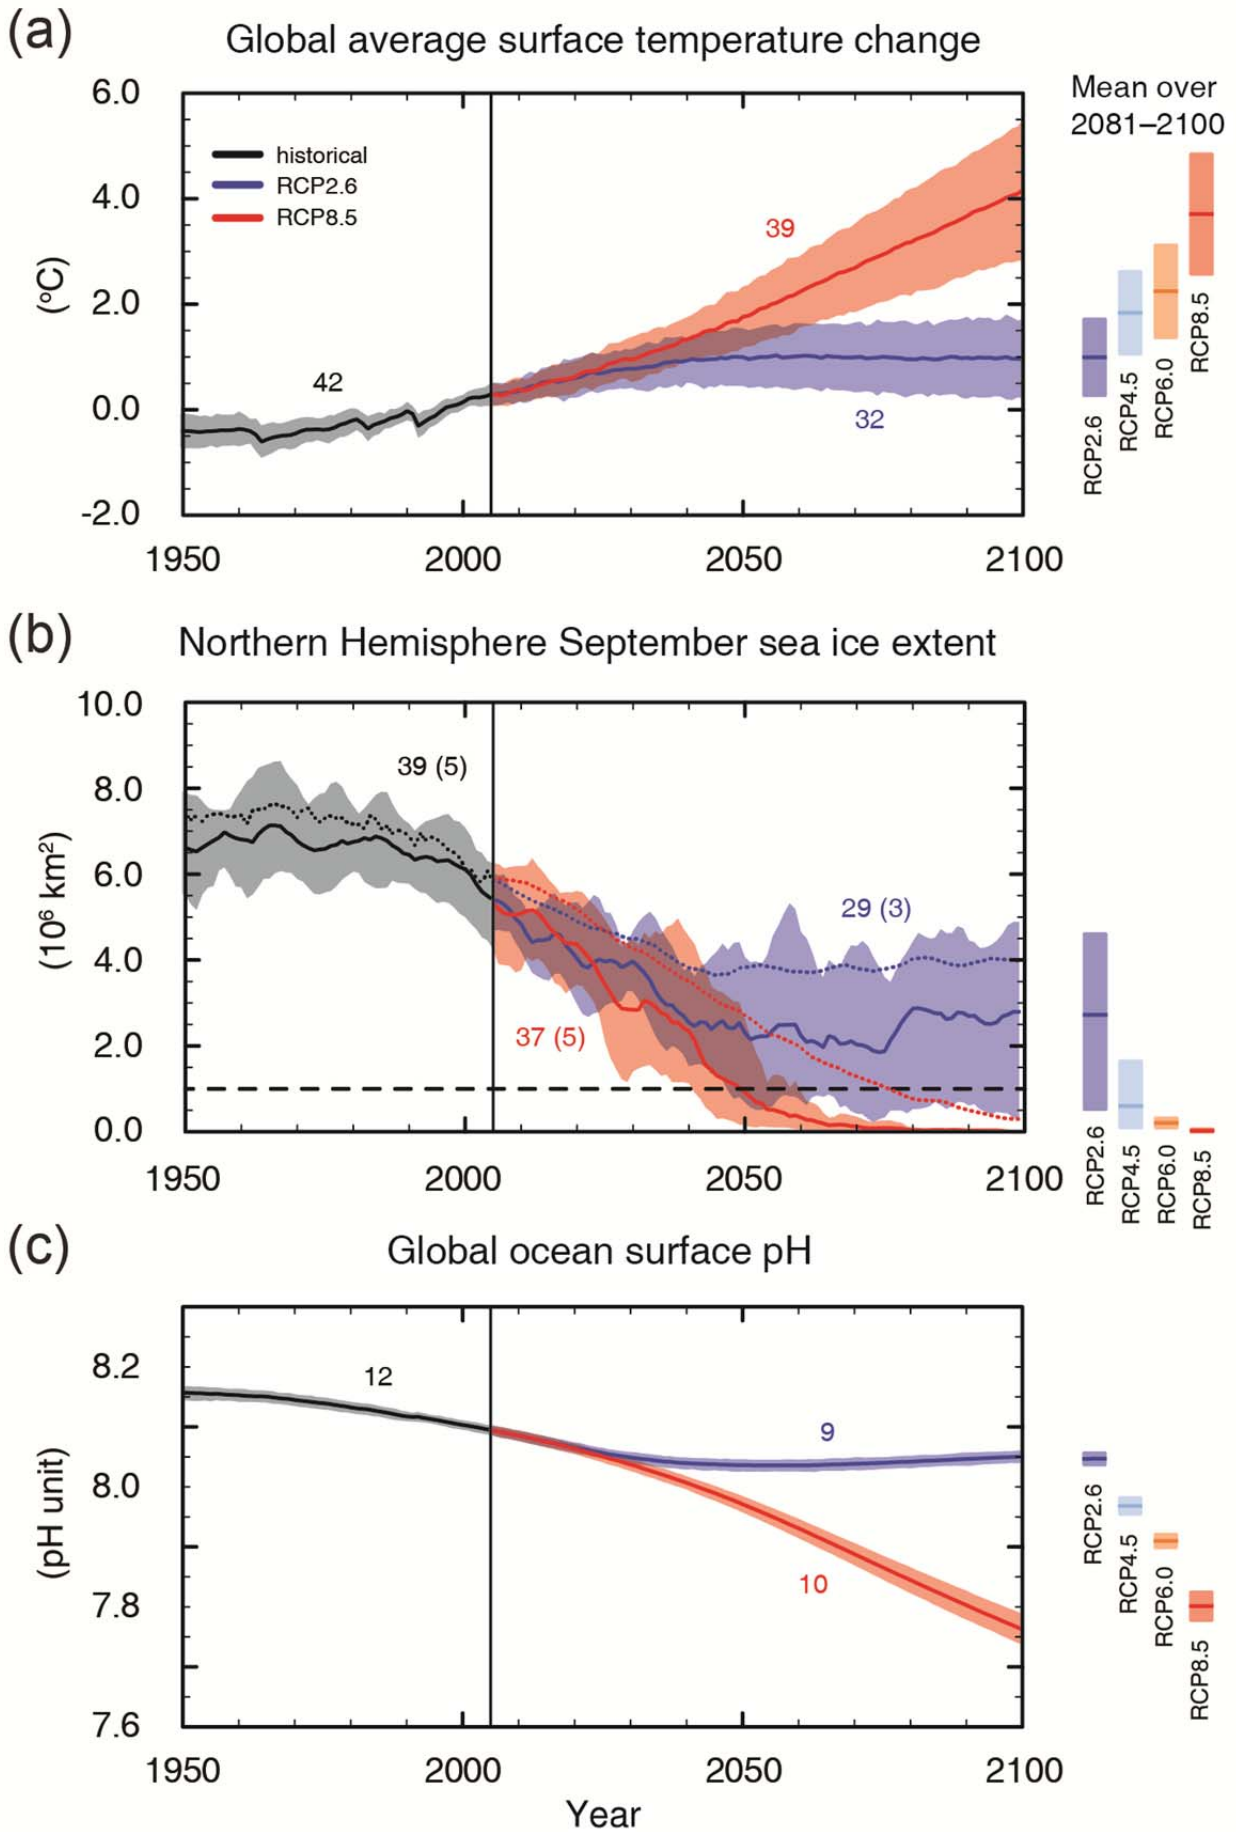 (a)
Global average surface temperature change
Mean over
2081–2100
6.0
4.0
2.0
0.0
-2.0
(ºC)
historical
RCP2.6
RCP8.5
42
39
32
1950
2000
2050
2100
RCP2.6
RCP4.5
RCP6.0
RCP8.5
(b)
Northern Hemisphere September sea ice extent
10.0
8.0
6.0
4.0
2.0
0.0
(10⁶ km²)
39 (5)
29 (3)
37 (5)
1950
2000
2050
2100
RCP2.6
RCP4.5
RCP6.0
RCP8.5
(c)
Global ocean surface pH
8.2
8.0
7.8
7.6
(pH unit)
12
9
10
1950
2000
2050
2100
Year
RCP2.6
RCP4.5
RCP6.0
RCP8.5